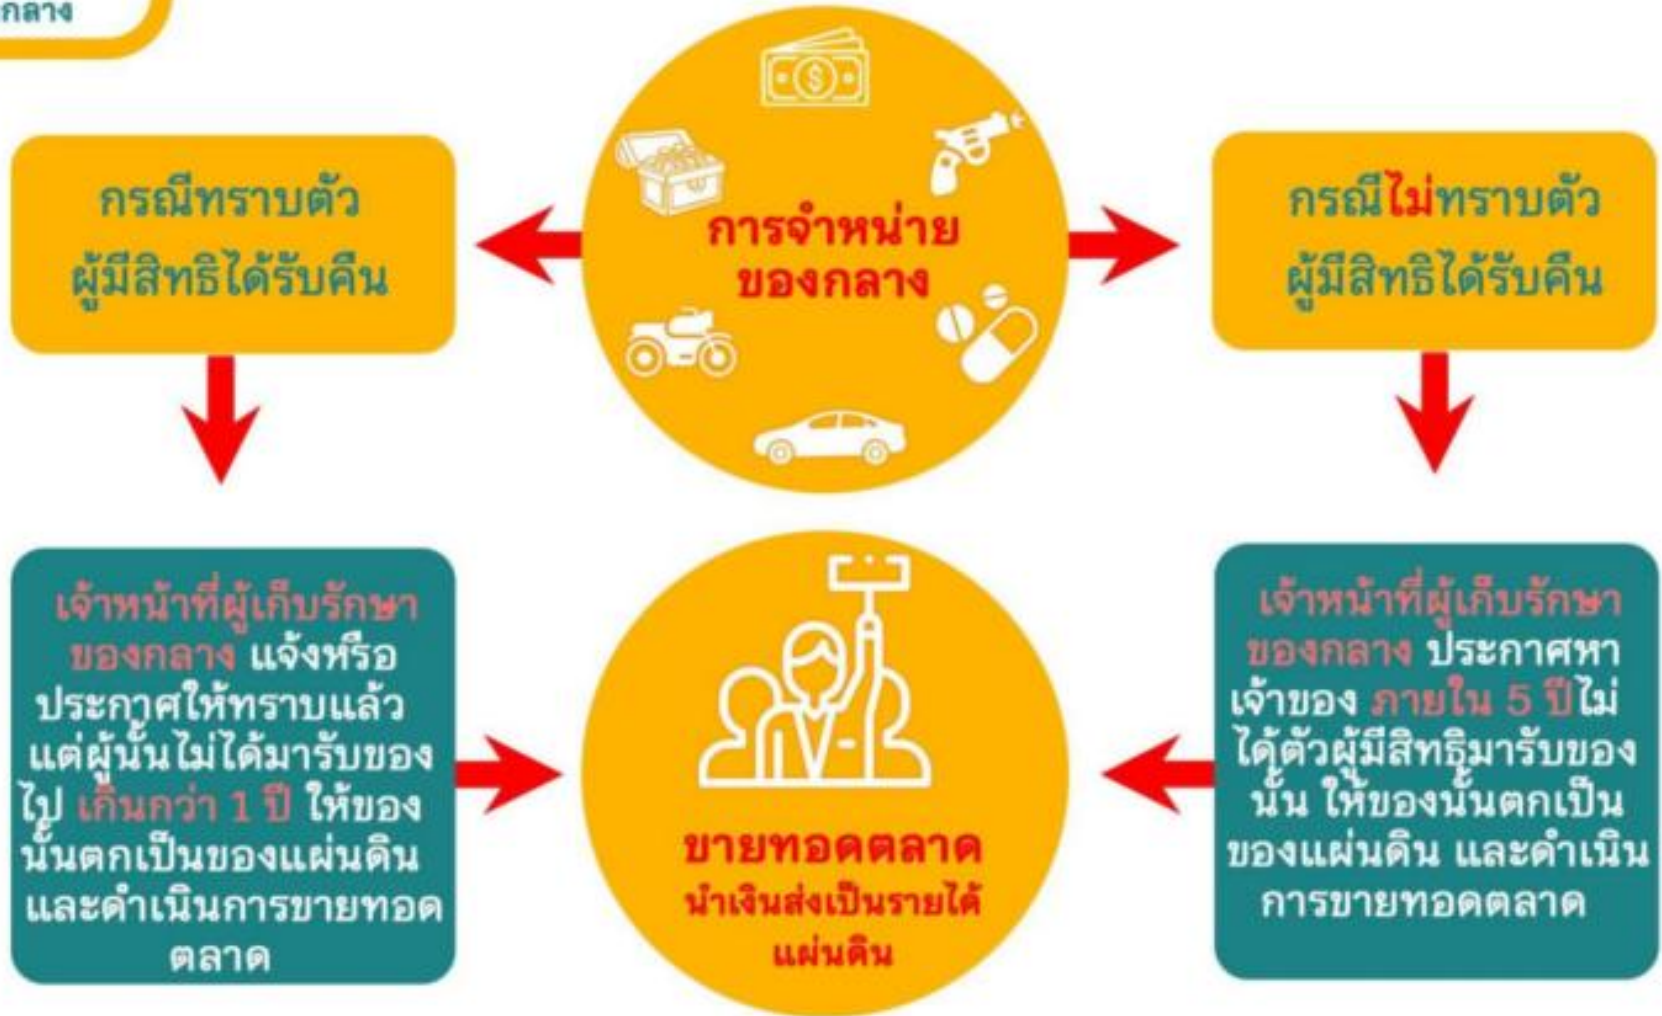 กลาง
การจำหน่าย
ของกลาง
กรณีทราบตัว
ผู้มีสิทธิได้รับคืน
กรณีไม่ทราบตัว
ผู้มีสิทธิได้รับคืน
เจ้าหน้าที่ผู้เก็บรักษา
ของกลาง แจ้งหรือ
ประกาศให้ทราบแล้ว
แต่ผู้นั้นไม่ได้มารับของ
ไป เกินกว่า 1 ปี ให้ของ
นั้นตกเป็นของแผ่นดิน
และดำเนินการขายทอด
ตลาด
เจ้าหน้าที่ผู้เก็บรักษา
ของกลาง ประกาศหา
เจ้าของ ภายใน 5 ปีไม่
ได้ตัวผู้มีสิทธิมารับของ
นั้น ให้ของนั้นตกเป็น
ของแผ่นดิน และดำเนิน
การขายทอดตลาด
ขายทอดตลาด
นำเงินส่งเป็นรายได้
แผ่นดิน